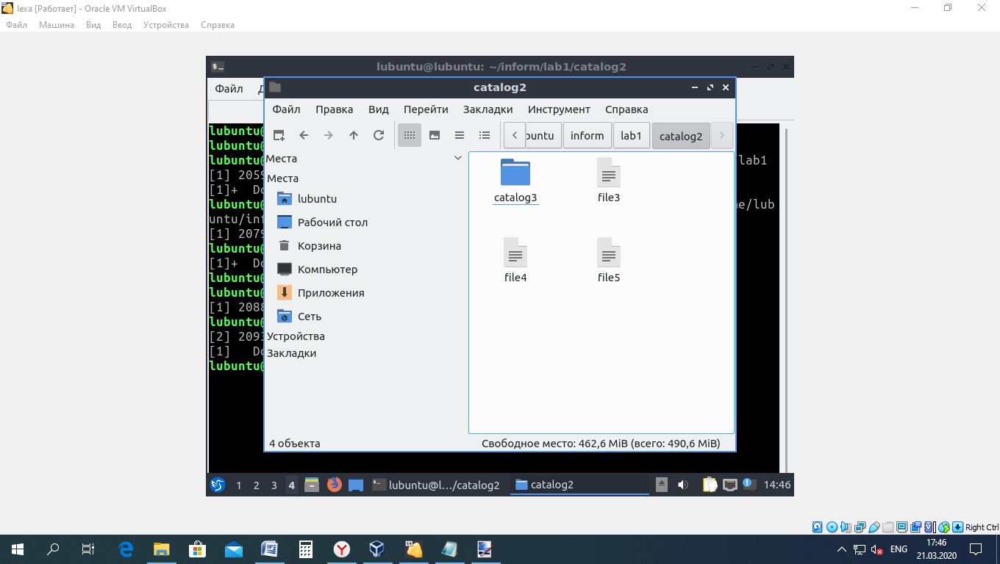 lexa [Работает] - Oracle VM VirtualBox
Файл Машина Вид Ввод Устройства Справка
lubuntu@lubuntu: ~/inform/lab1/catalog2
Файл
catalog2
Файл Правка Вид Перейти Закладки Инструмент Справка
buntu inform lab1 catalog2
Места
Места
lubuntu
Рабочий стол
Корзина
Компьютер
Приложения
Сеть
Устройства
Закладки
catalog3 file3
file4 file5
4 объекта Свободное место: 462,6 MiB (всего: 490,6 MiB)
lubuntu@
lubuntu@
lubuntu@ lab1
[1] 2059
[1]+ Do
lubuntu@ me/lub
untu/inf
[1] 2079
lubuntu@
[1]+ Do
lubuntu@
lubuntu@
[1] 2088
lubuntu@
[2] 2093
[1] Do
lubuntu@
1 2 3 4 lubuntu@l…/catalog2 catalog2 14:46
Right Ctrl
ENG 17:46
21.03.2020